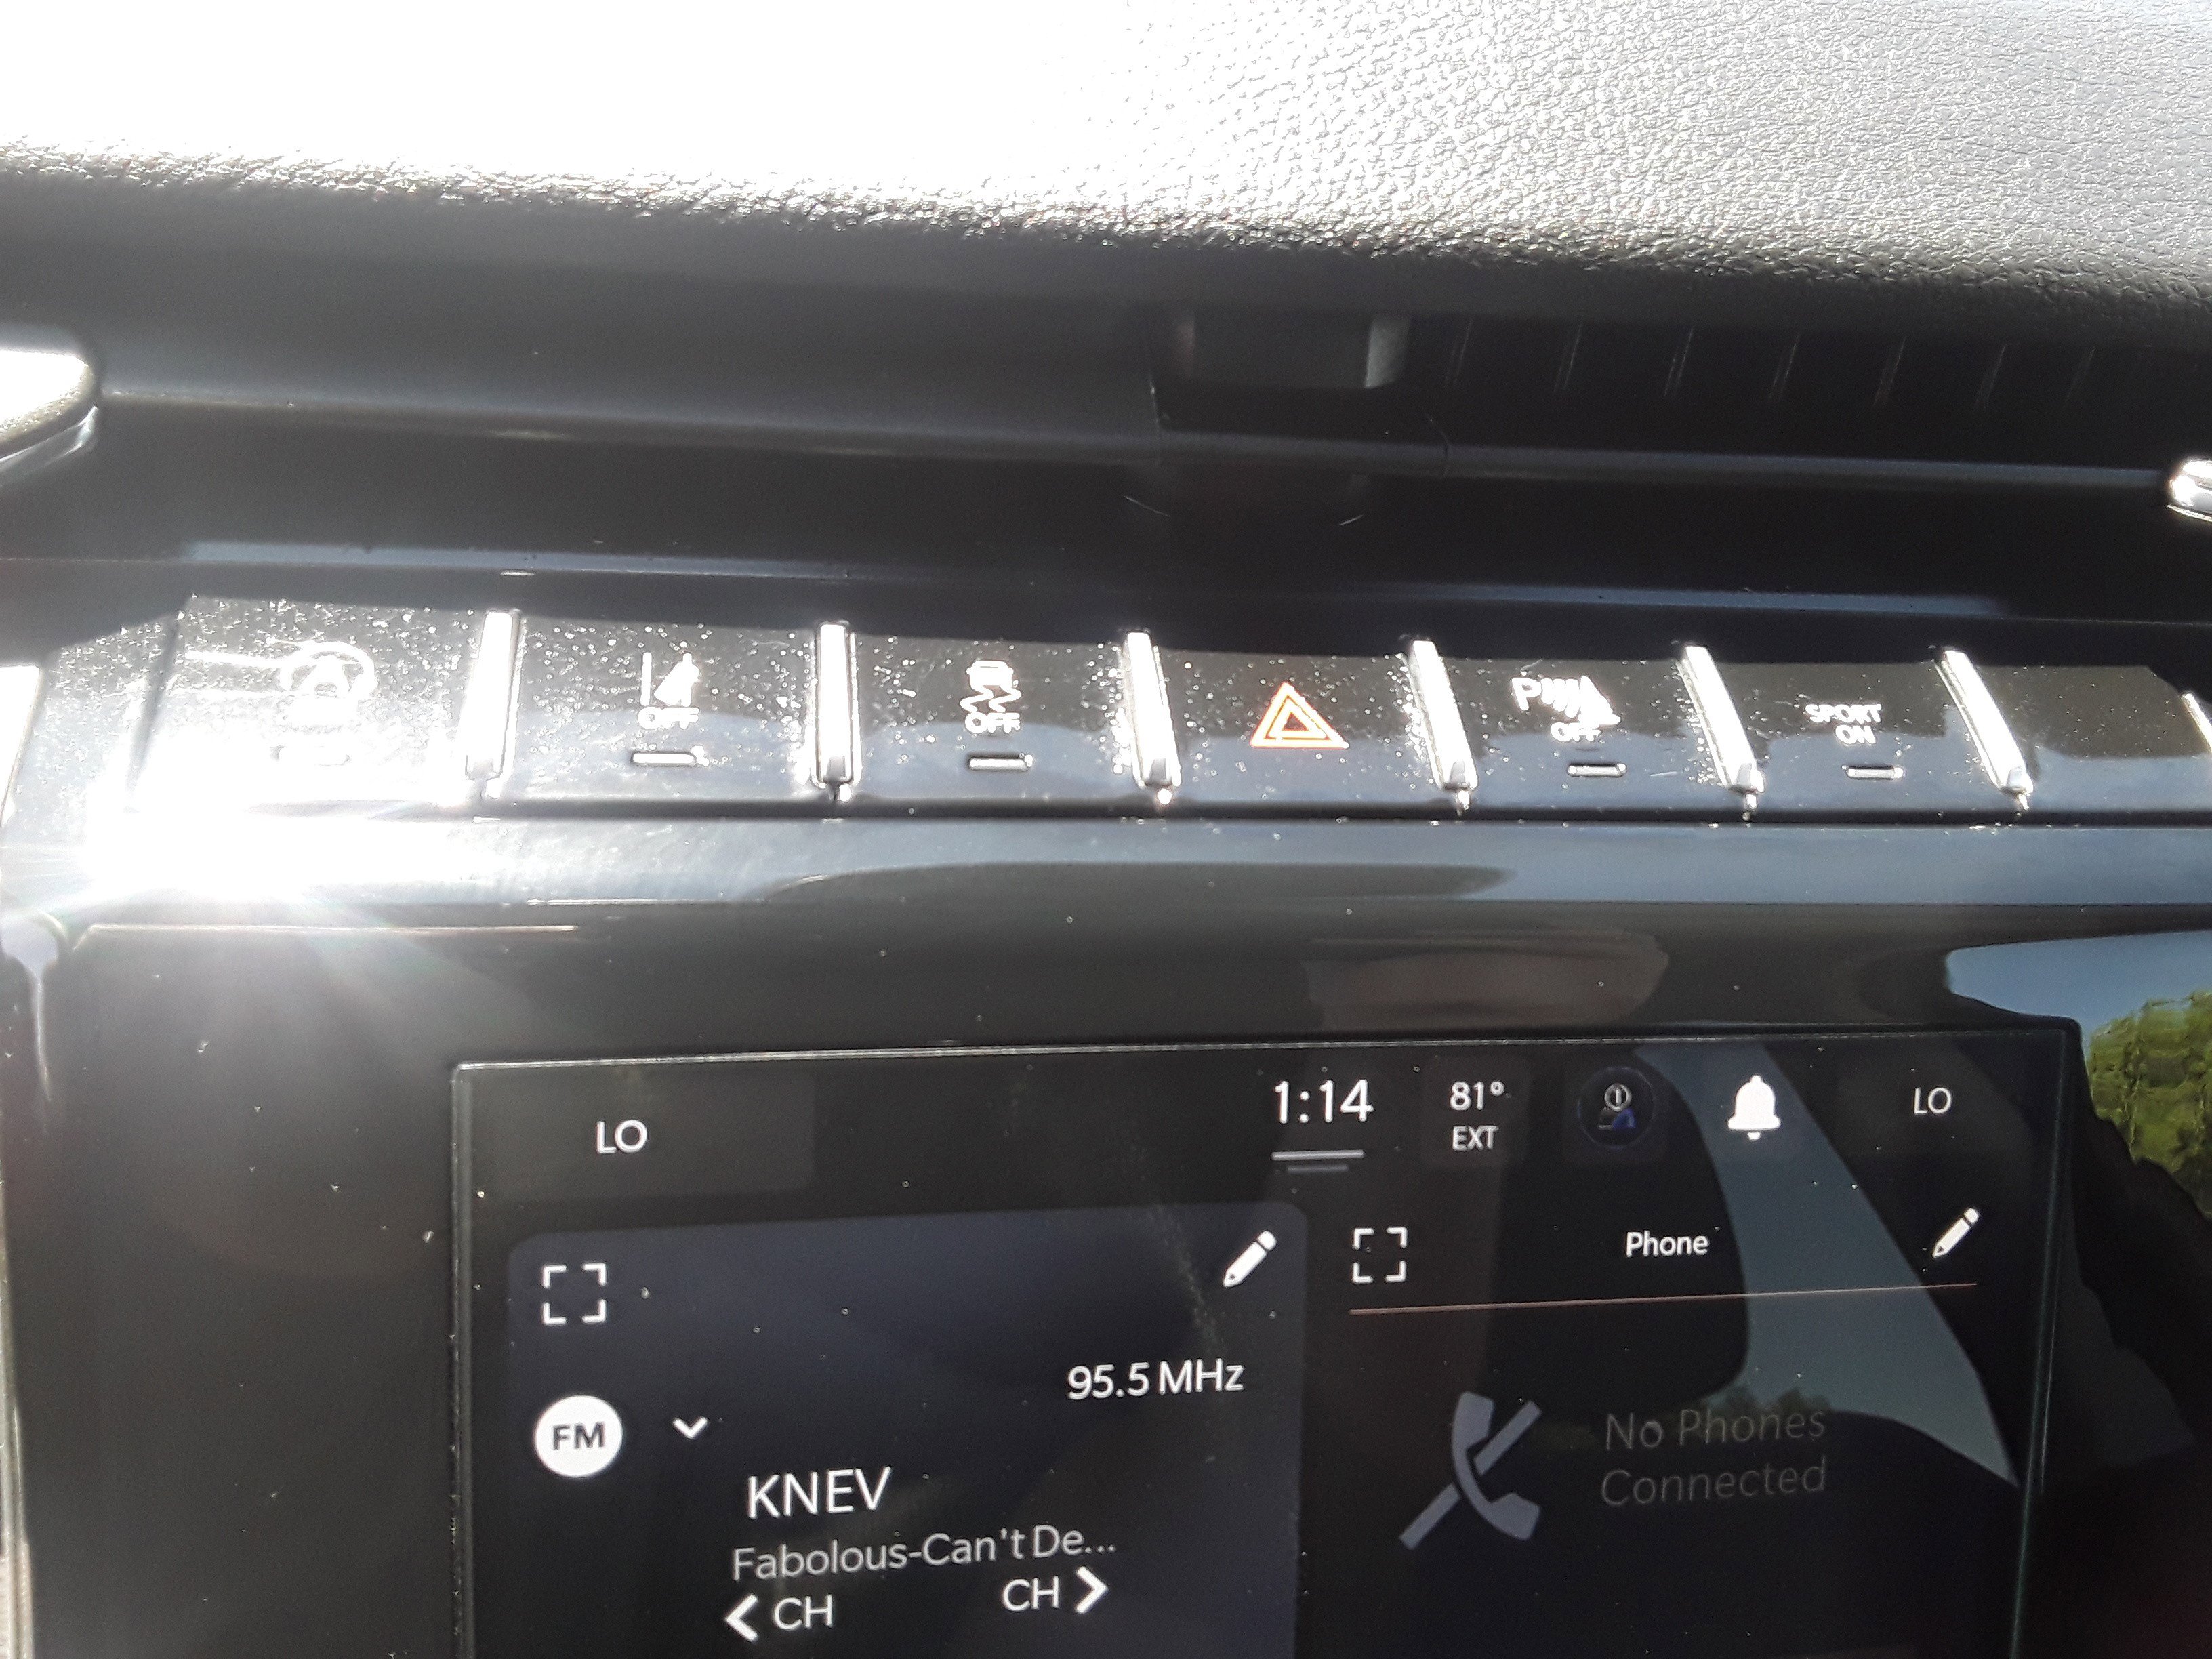 OFF
OFF
P
OFF
SPORT
ON
LO
1:14
81°
EXT
LO
Phone
95.5 MHz
FM
KNEV
Fabolous-Can't De...
CH
CH
No Phones
Connected